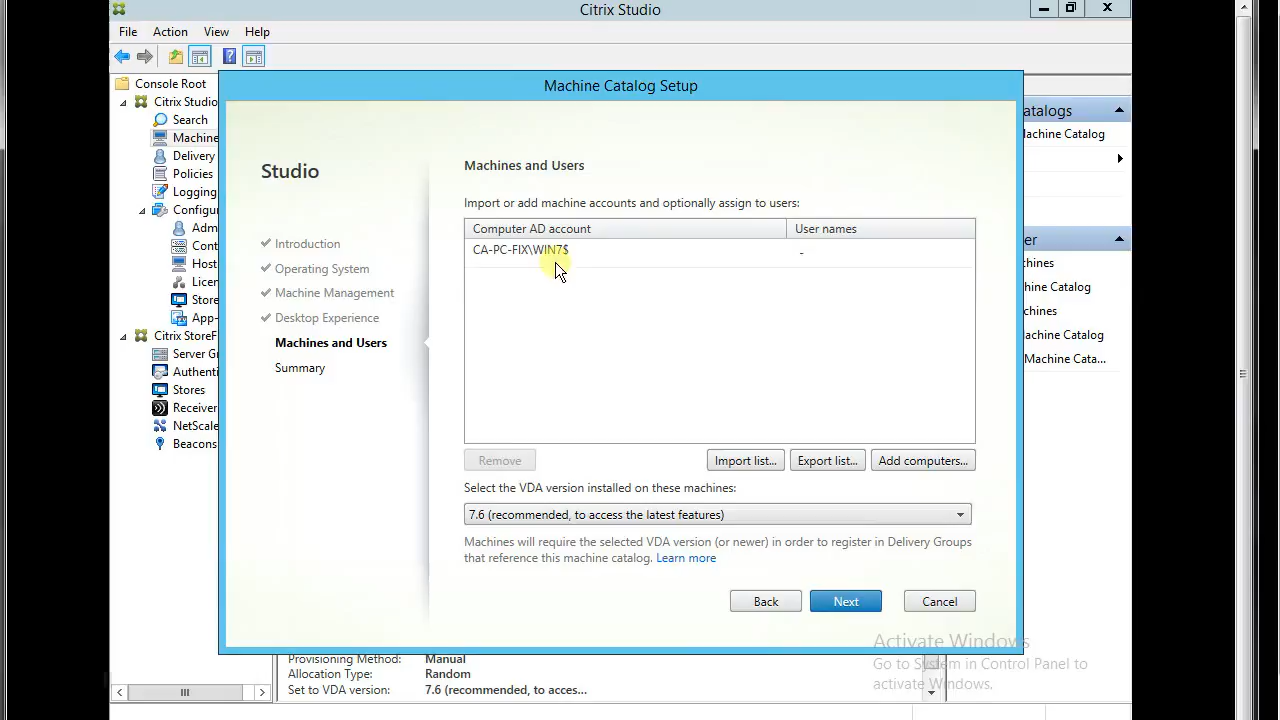 Citrix Studio
File Action View Help
Console Root
Citrix Studio
Search
Machine
Delivery
Policies
Logging
Configur
Adm
Cont
Host
Licen
Store
App-
Citrix StoreF
Server Gr
Authenti
Stores
Receiver
NetScale
Beacons
Machine Catalog Setup
Studio
Introduction
Operating System
Machine Management
Desktop Experience
Machines and Users
Summary
Machines and Users
Import or add machine accounts and optionally assign to users:
Computer AD account User names
CA-PC-FIX\WIN7$ -
Remove Import list... Export list... Add computers...
Select the VDA version installed on these machines:
7.6 (recommended, to access the latest features)
Machines will require the selected VDA version (or newer) in order to register in Delivery Groups
that reference this machine catalog. Learn more
Back Next Cancel
atalogs
achine Catalog
er
chines
achine Catalog
chines
achine Catalog
Machine Cata...
Provisioning Method: Manual
Allocation Type: Random
Set to VDA version: 7.6 (recommended, to acces...
Activate Windows
Go to System in Control Panel to
activate Windows.